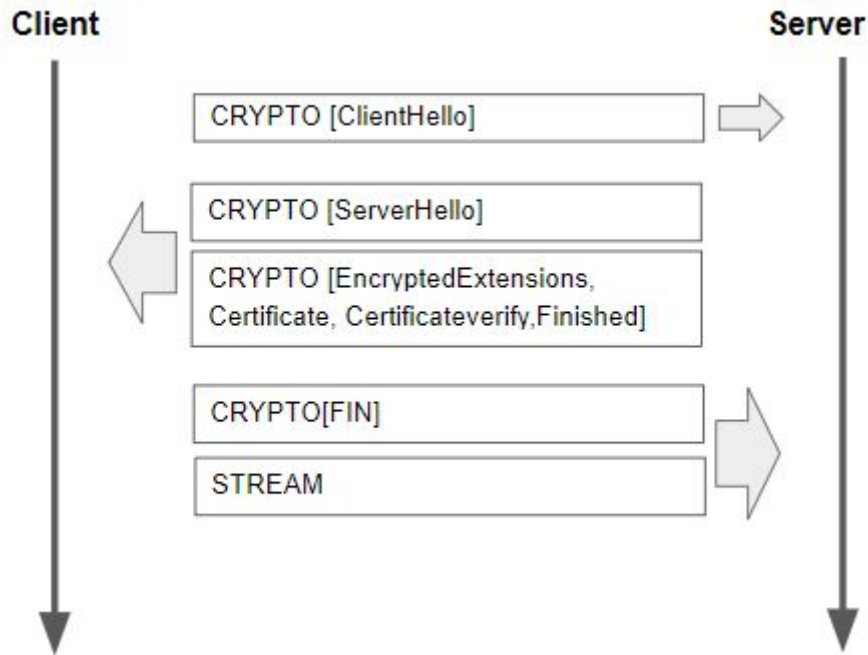 Client
Server
CRYPTO [ClientHello]
CRYPTO [ServerHello]
CRYPTO [EncryptedExtensions,
Certificate, Certificateverify,Finished]
CRYPTO[FIN]
STREAM